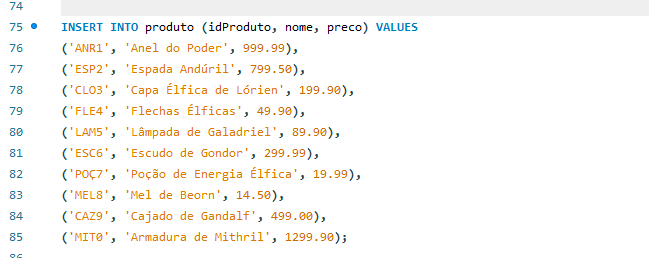 74
75 INSERT INTO produto (idProduto, nome, preco) VALUES
76 ('ANR1', 'Anel do Poder', 999.99),
77 ('ESP2', 'Espada Andúril', 799.50),
78 ('CLO3', 'Capa Élfica de Lórien', 199.90),
79 ('FLE4', 'Flechas Élficas', 49.90),
80 ('LAM5', 'Lâmpada de Galadriel', 89.90),
81 ('ESC6', 'Escudo de Gondor', 299.99),
82 ('POÇ7', 'Poção de Energia Élfica', 19.99),
83 ('MEL8', 'Mel de Beorn', 14.50),
84 ('CAZ9', 'Cajado de Gandalf', 499.00),
85 ('MIT0', 'Armadura de Mithril', 1299.90);
86